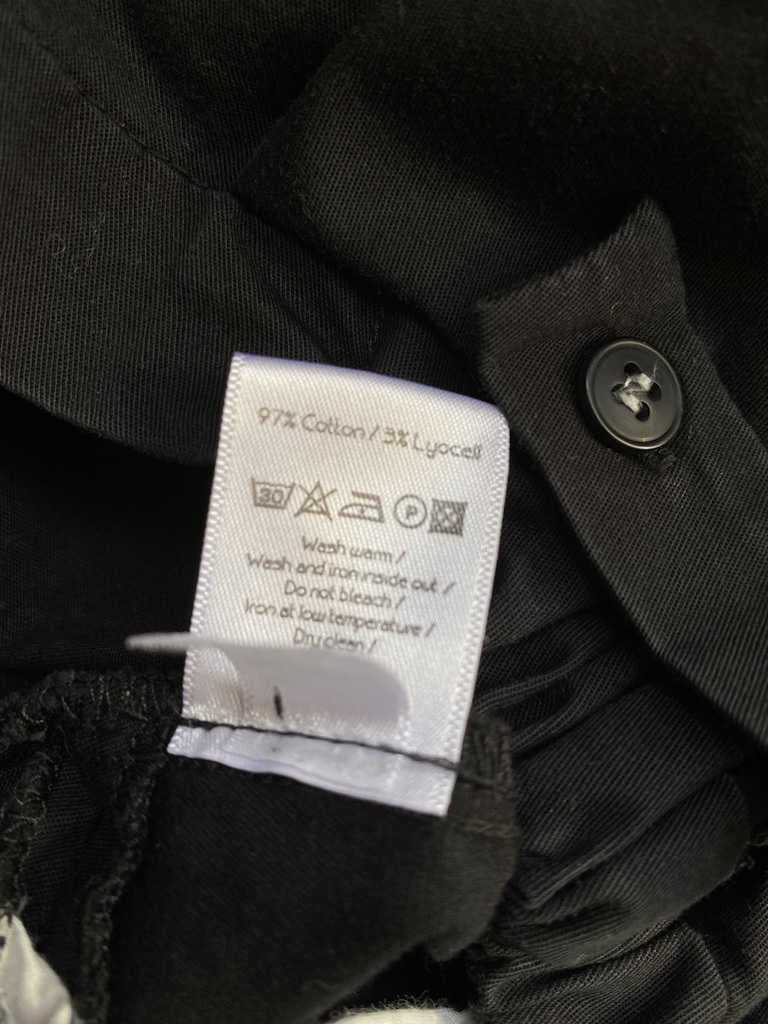 97% Cotton / 3% Lyocell
30 P
Wash warm /
Wash and iron inside out /
Do not bleach /
Iron at low temperature /
Dry clean /